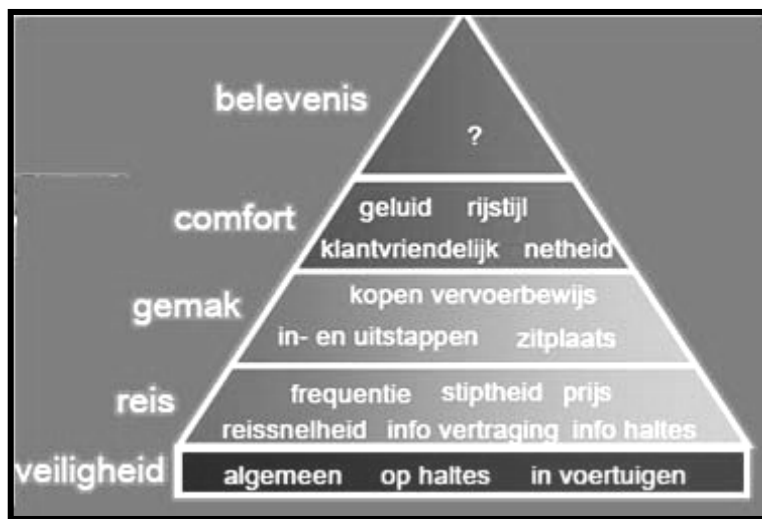 belevenis
?
comfort
geluid rijstijl
klantvriendelijk netheid
gemak
kopen vervoerbewijs
in- en uitstappen zitplaats
reis
frequentie stiptheid prijs
reissnelheid info vertraging info haltes
veiligheid
algemeen op haltes in voertuigen